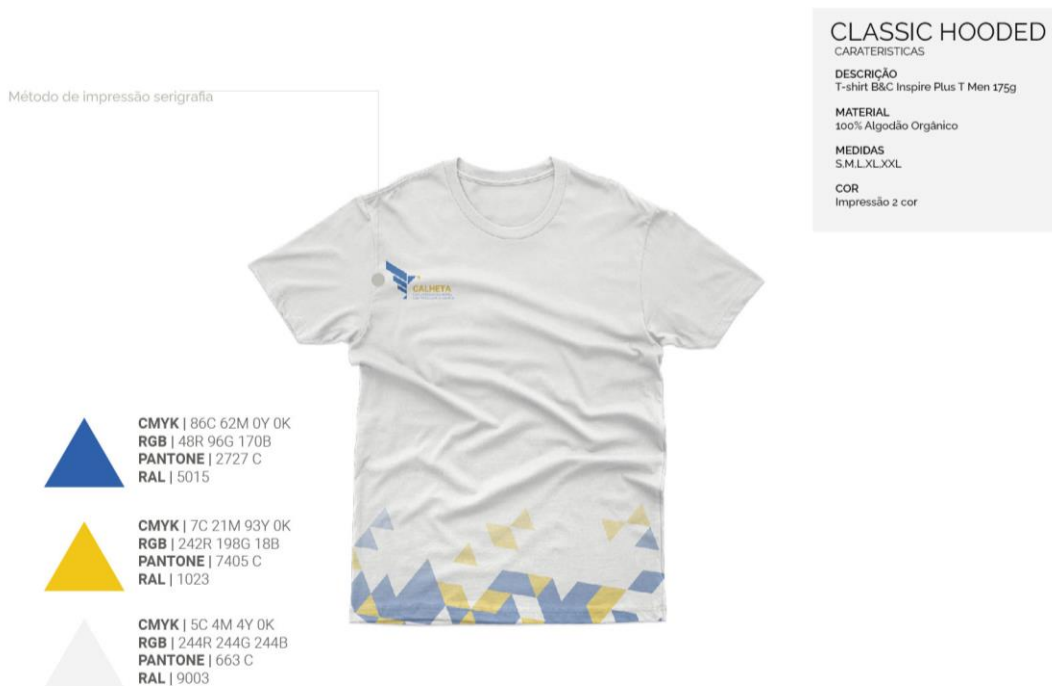 CLASSIC HOODED
CARATERISTICAS
DESCRIÇÃO
T-shirt B&C Inspire Plus T Men 175g
MATERIAL
100% Algodão Orgânico
MEDIDAS
S.M.L.XL.XXL
COR
Impressão 2 cor
Método de impressão serigrafia
CALHETA
CMYK | 86C 62M 0Y 0K
RGB | 48R 96G 170B
PANTONE | 2727 C
RAL | 5015
CMYK | 7C 21M 93Y 0K
RGB | 242R 198G 18B
PANTONE | 7405 C
RAL | 1023
CMYK | 5C 4M 4Y 0K
RGB | 244R 244G 244B
PANTONE | 663 C
RAL | 9003